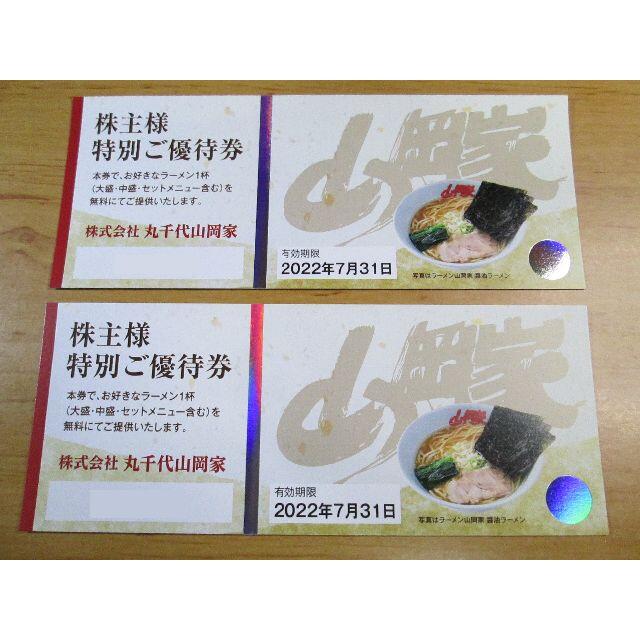 株主様
特別ご優待券
本券で、お好きなラーメン1杯
(大盛・中盛・セットメニュー含む)を
無料にてご提供いたします。
株式会社 丸千代山岡家
山岡家
有効期限
2022年7月31日
写真はラーメン山岡家 醤油ラーメン
株主様
特別ご優待券
本券で、お好きなラーメン1杯
(大盛・中盛・セットメニュー含む)を
無料にてご提供いたします。
株式会社 丸千代山岡家
山岡家
有効期限
2022年7月31日
写真はラーメン山岡家 醤油ラーメン